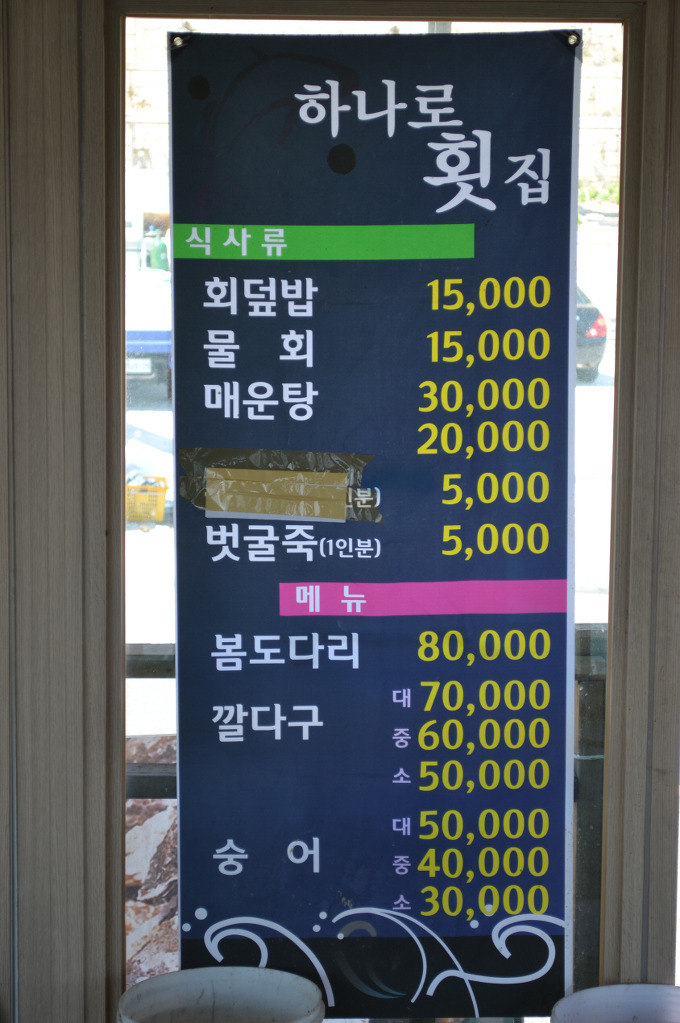 하나로
횟집
식사류
회덮밥 15,000
물 회 15,000
매운탕 30,000
20,000
분) 5,000
벗굴죽(1인분) 5,000
메 뉴
봄도다리 80,000
깔다구 대 70,000
중 60,000
소 50,000
숭 어 대 50,000
중 40,000
소 30,000